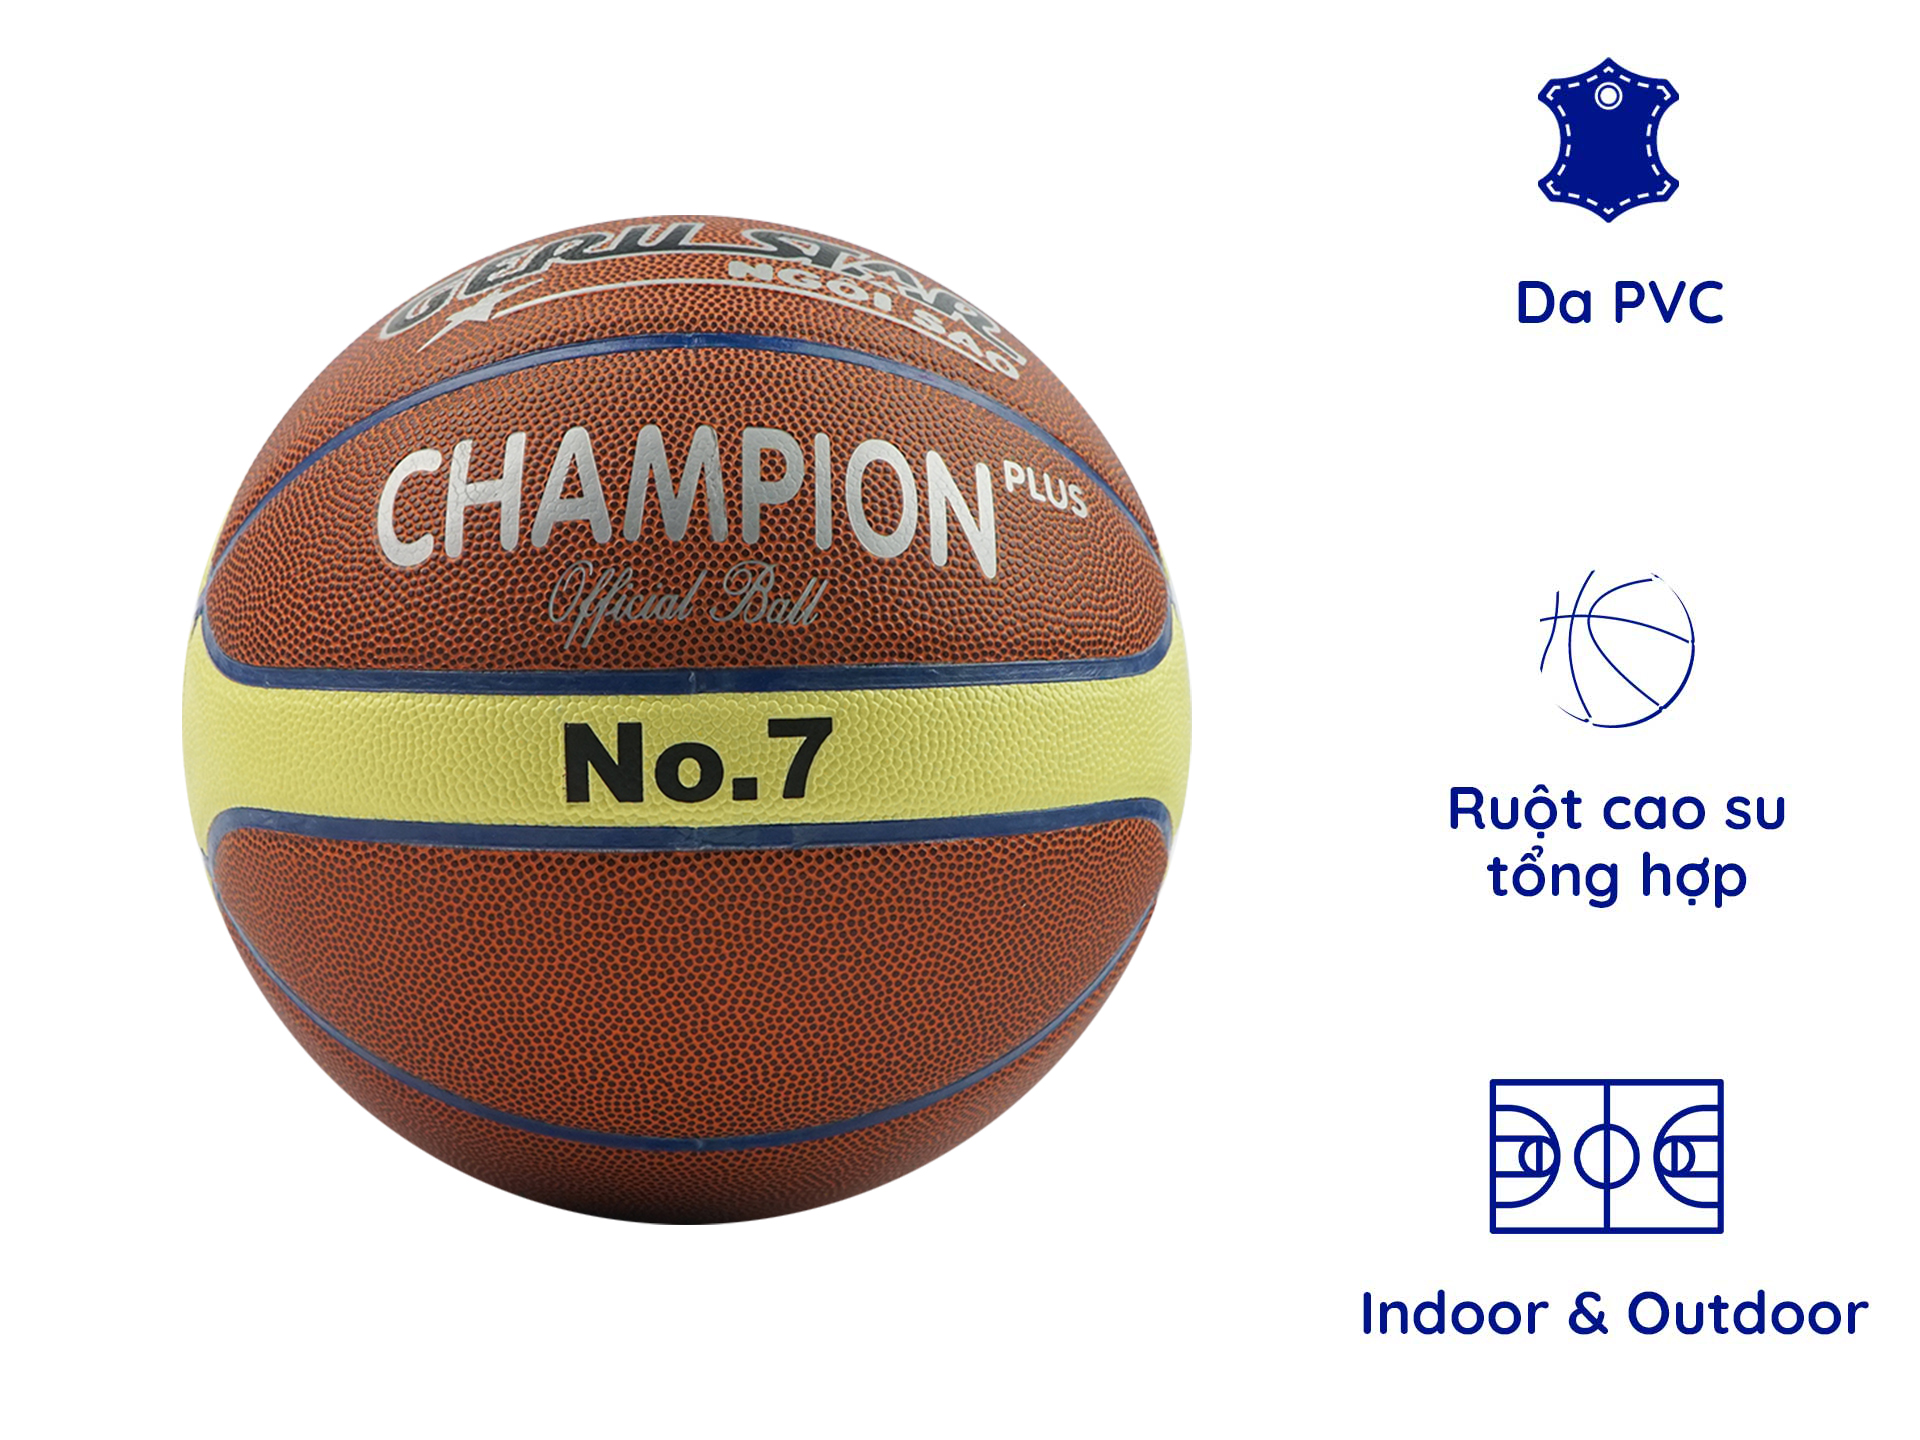 GERU STAR
NGÔI SAO
CHAMPION PLUS
Official Ball
No.7
Da PVC
Ruột cao su
tổng hợp
Indoor & Outdoor